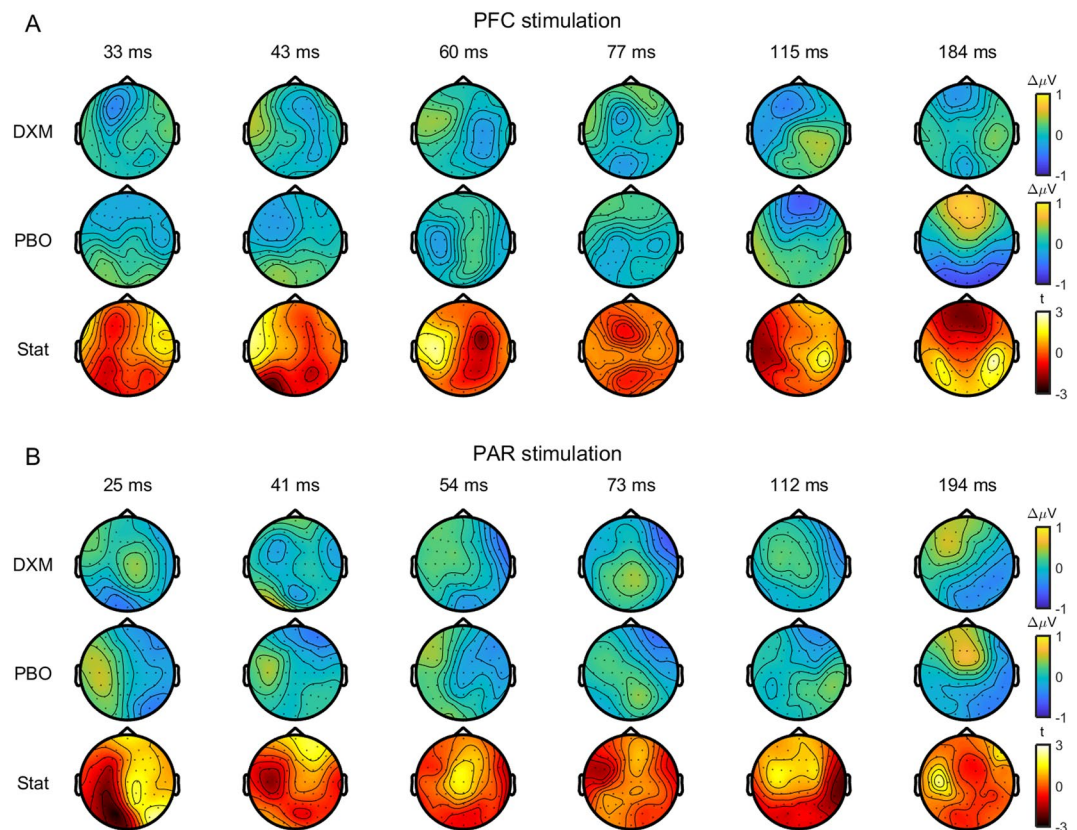 A
PFC stimulation
33 ms 43 ms 60 ms 77 ms 115 ms 184 ms
DXM
ΔμV
1
0
-1
PBO
ΔμV
1
0
-1
Stat
t
3
0
-3
B
PAR stimulation
25 ms 41 ms 54 ms 73 ms 112 ms 194 ms
DXM
ΔμV
1
0
-1
PBO
ΔμV
1
0
-1
Stat
t
3
0
-3